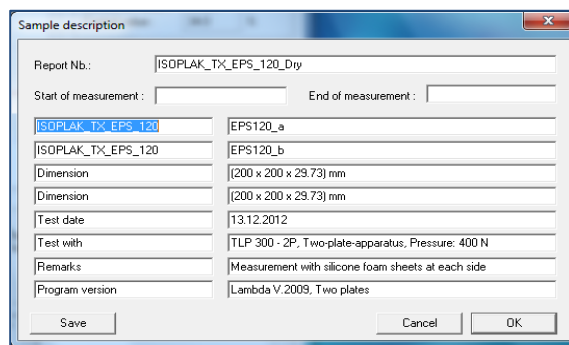 Sample description
Report Nb.: ISOPLAK_TX_EPS_120_Dry
Start of measurement : End of measurement :
ISOPLAK_TX_EPS_120 EPS120_a
ISOPLAK_TX_EPS_120 EPS120_b
Dimension (200 x 200 x 29.73) mm
Dimension (200 x 200 x 29.73) mm
Test date 13.12.2012
Test with TLP 300 - 2P, Two-plate-apparatus, Pressure: 400 N
Remarks Measurement with silicone foam sheets at each side
Program version Lambda V.2009, Two plates
Save Cancel OK